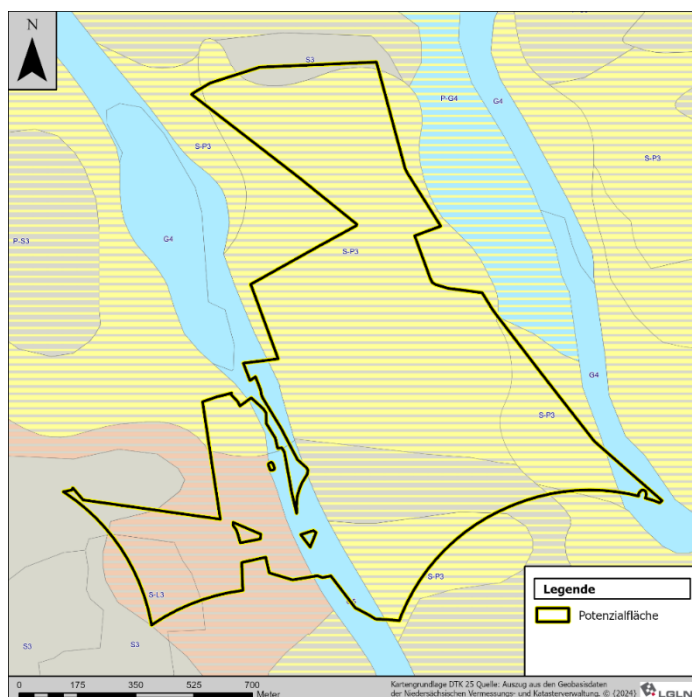 N
S3
P-G4
G4
S-P3
S-P3
P-S3
G4
S-P3
G4
S-P3
S-L3
S-P3
S3
S3
Legende
Potenzialfläche
0 175 350 525 700
Meter
Kartengrundlage DTK 25 Quelle: Auszug aus den Geobasisdaten
der Niedersächsischen Vermessungs- und Katasterverwaltung, © (2024)
LGLN